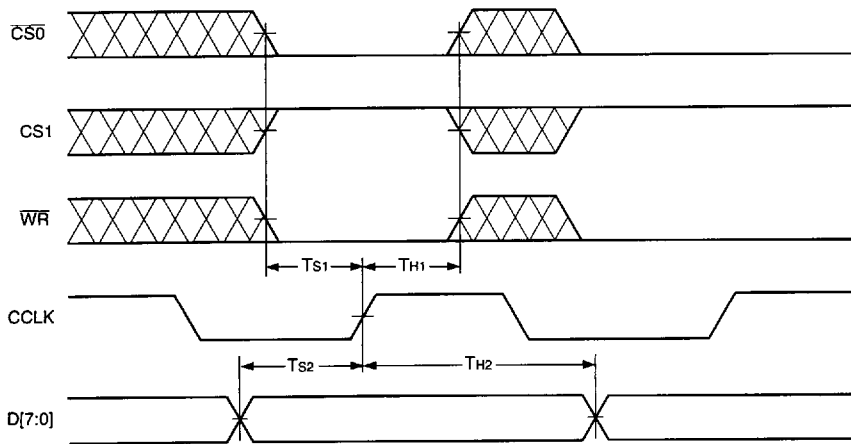 CS0
CS1
WR
TS1 TH1
CCLK
TS2 TH2
D[7:0]